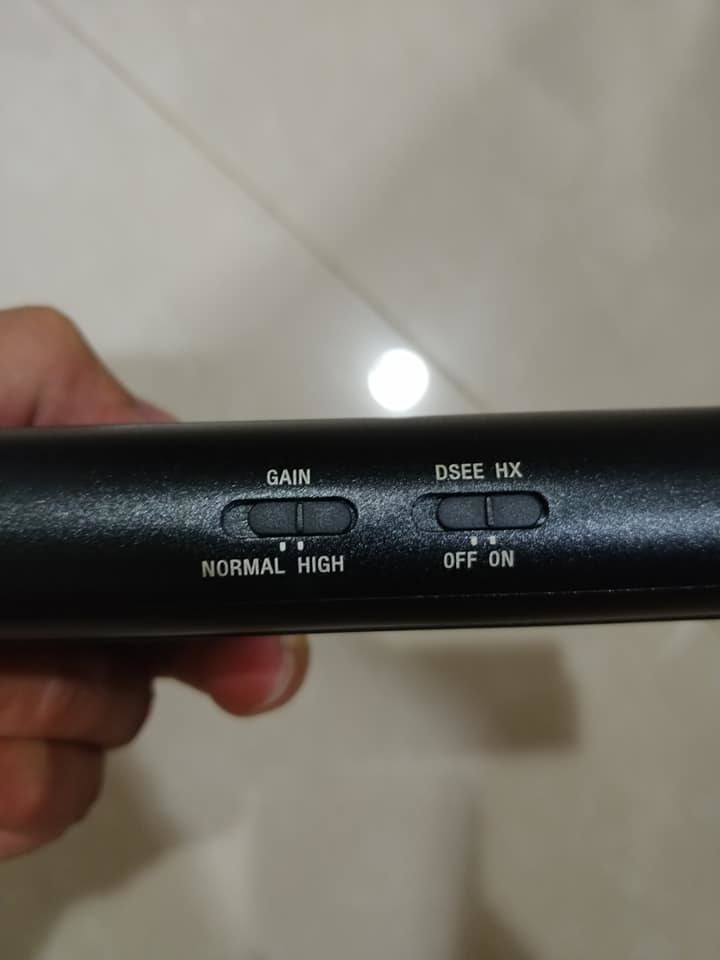 GAIN
NORMAL HIGH
DSEE HX
OFF ON